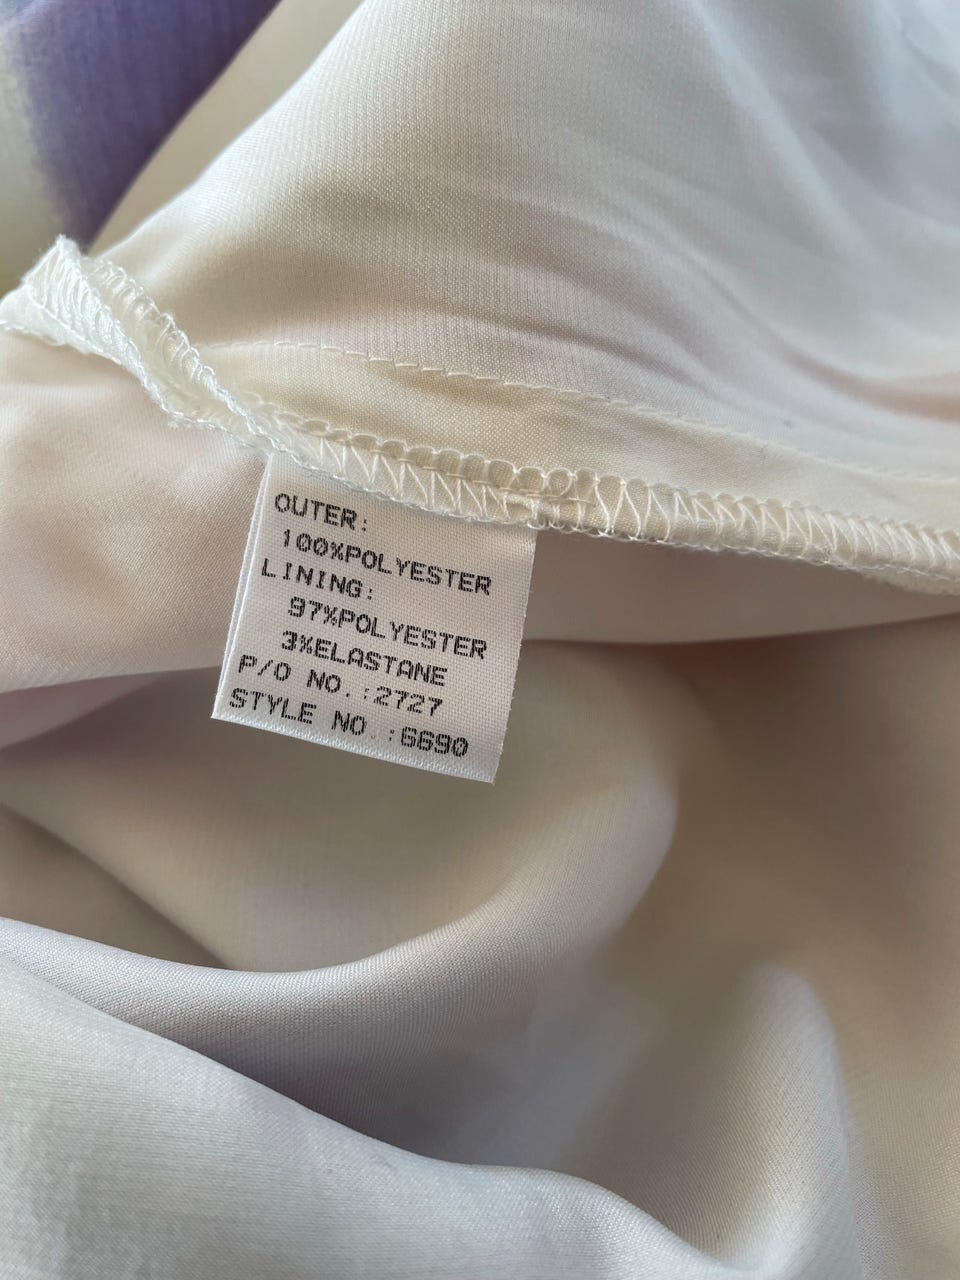 OUTER:
100%POLYESTER
LINING:
97%POLYESTER
3%ELASTANE
P/O NO.:2727
STYLE NO.:6690